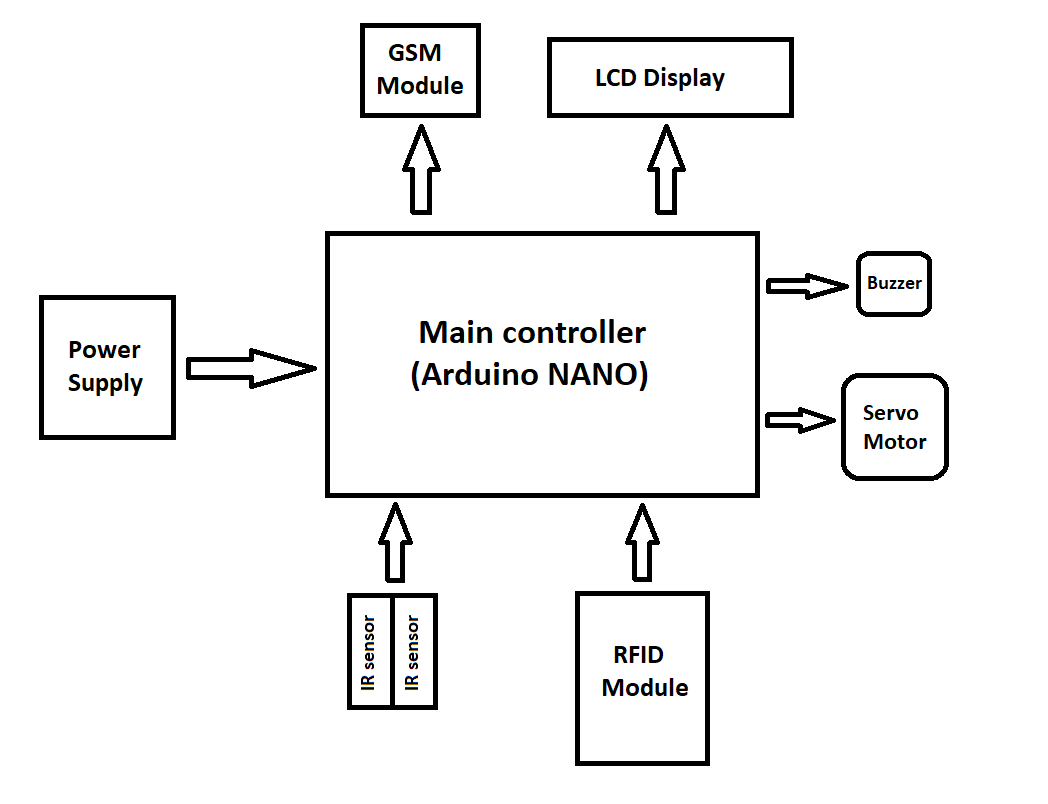 GSM
Module
LCD Display
Main controller
(Arduino NANO)
Power
Supply
Buzzer
Servo
Motor
IR sensor
IR sensor
RFID
Module